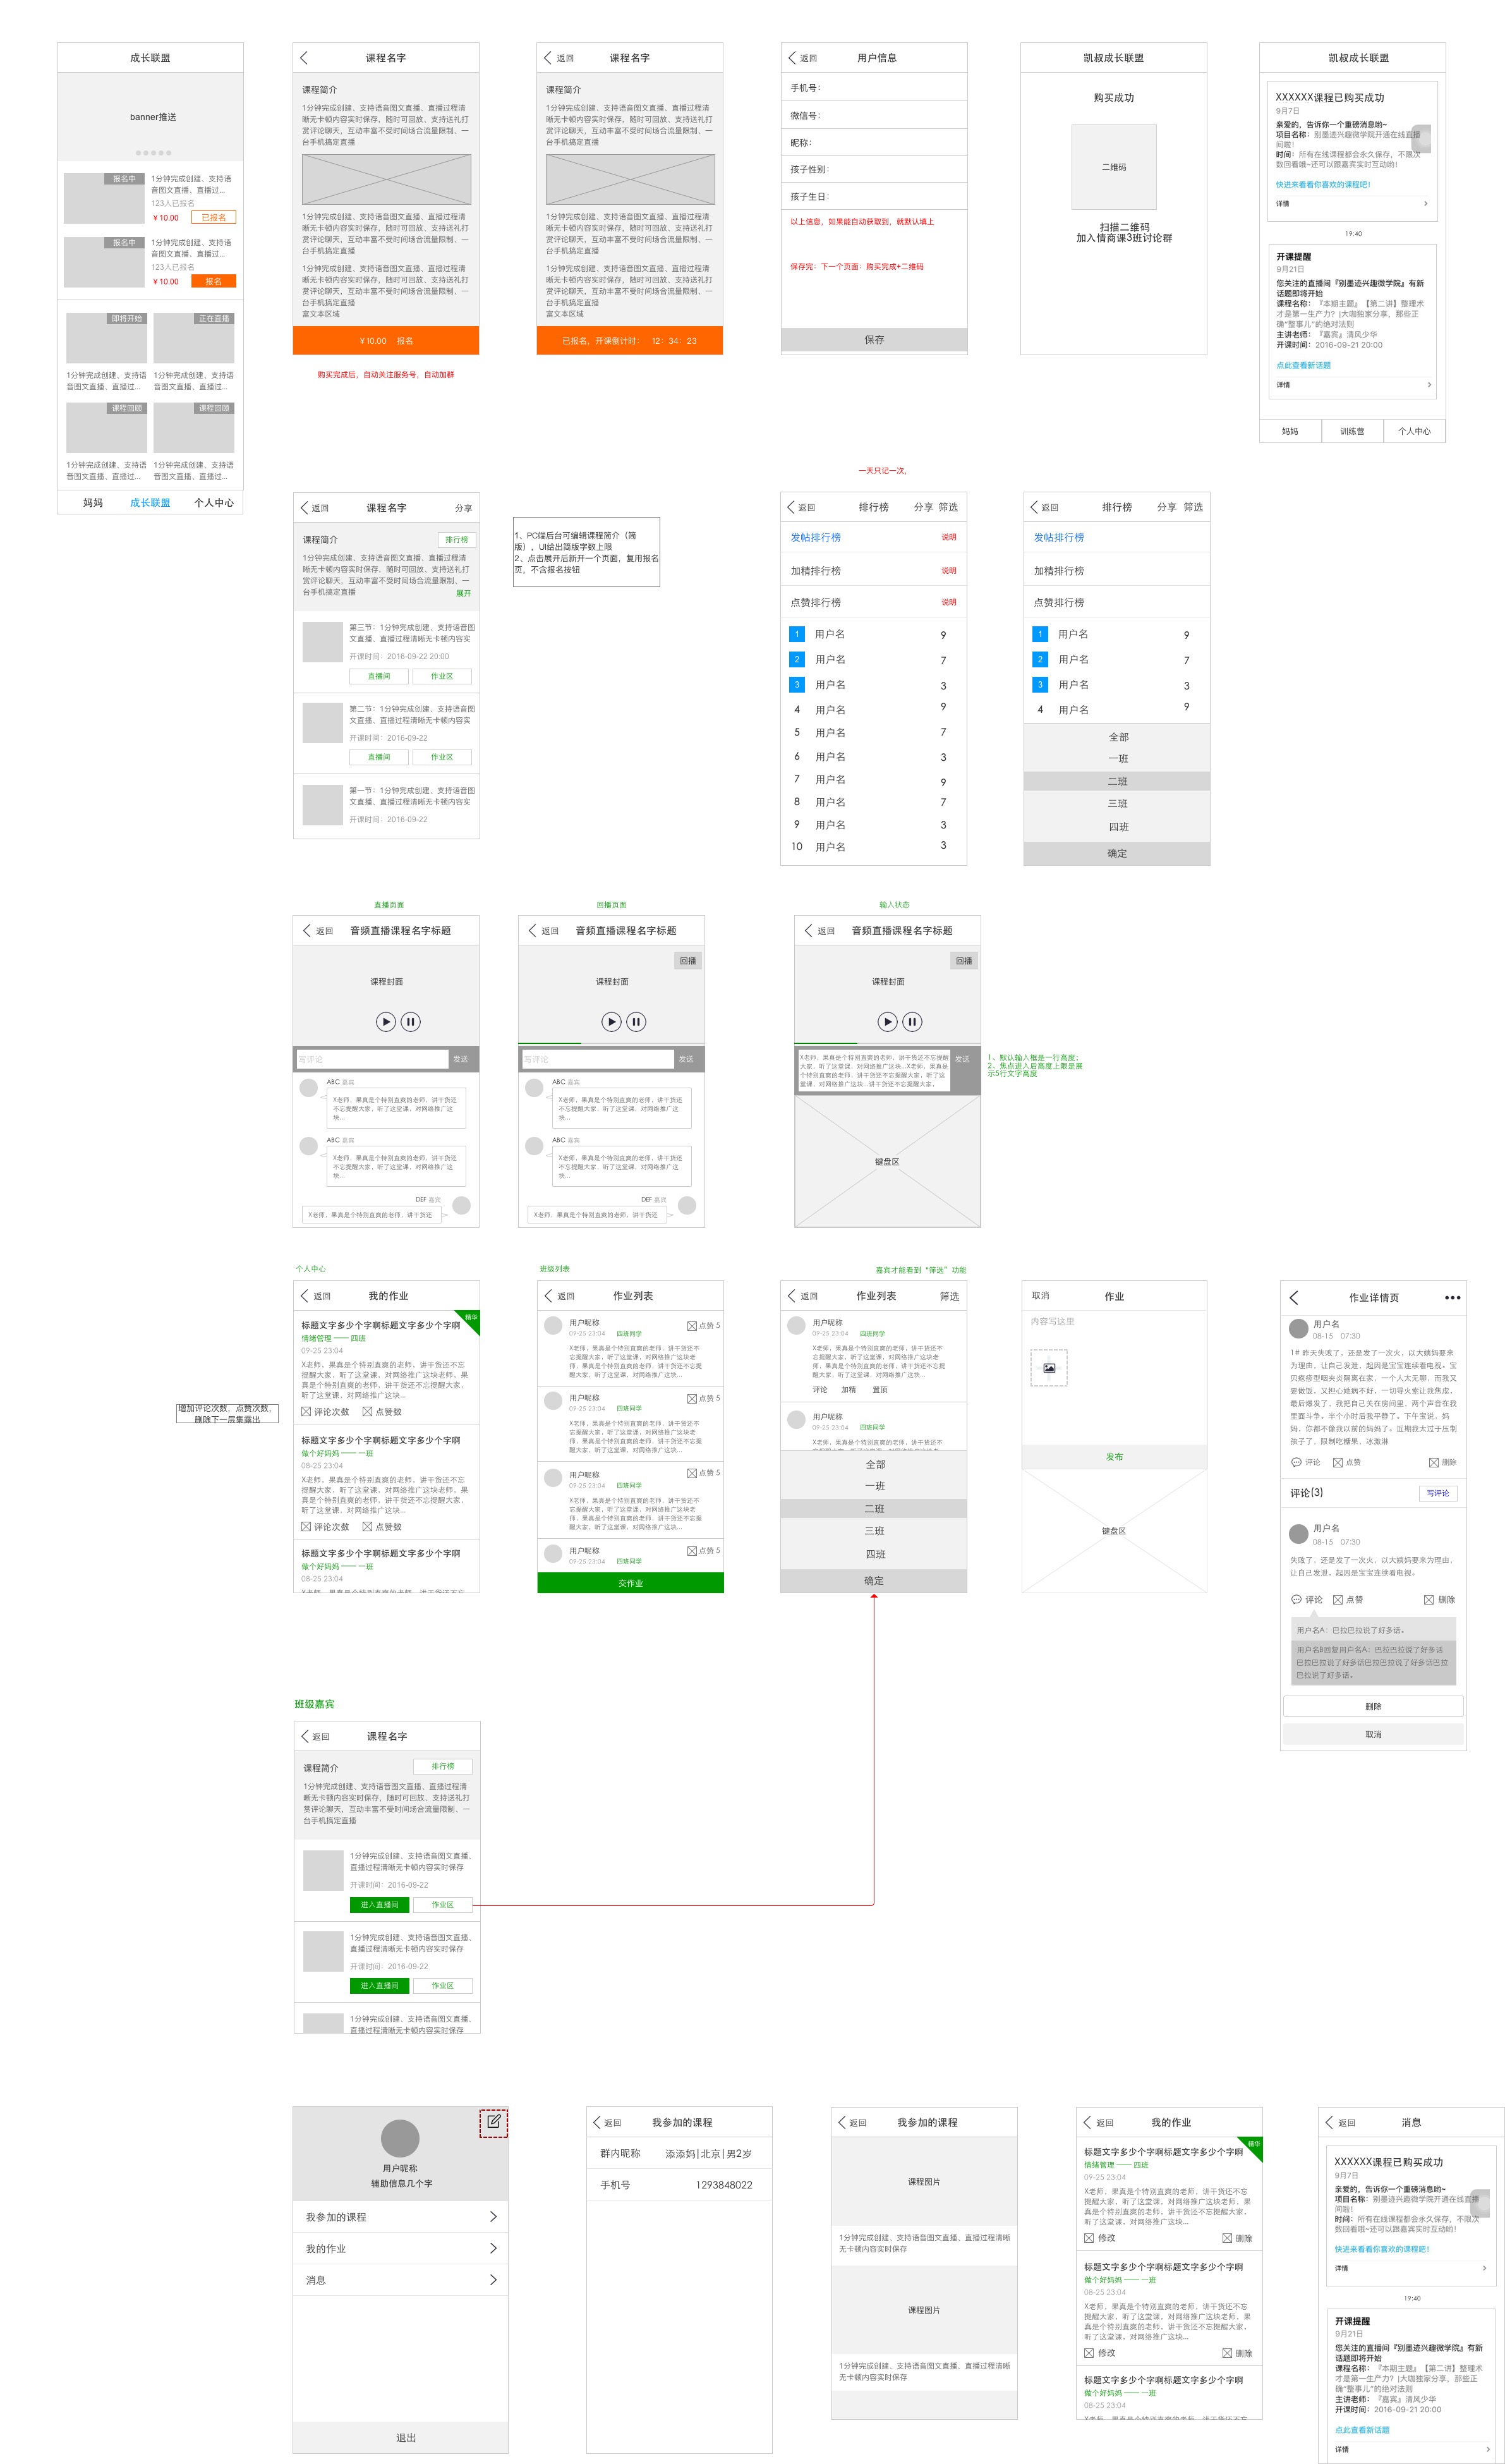 成长联盟
banner推送
报名中
1分钟完成创建、支持语
音图文直播、直播过...
123人已报名
￥10.00
已报名
报名中
1分钟完成创建、支持语
音图文直播、直播过...
123人已报名
￥10.00
报名
即将开始
正在直播
1分钟完成创建、支持语
音图文直播、直播过...
1分钟完成创建、支持语
音图文直播、直播过...
课程回顾
课程回顾
1分钟完成创建、支持语
音图文直播、直播过...
1分钟完成创建、支持语
音图文直播、直播过...
妈妈
成长联盟
个人中心
课程名字
课程简介
1分钟完成创建、支持语音图文直播、直播过程清
晰无卡顿内容实时保存，随时可回放、支持送礼打
赏评论聊天，互动丰富不受时间场合流量限制、一
台手机搞定直播
1分钟完成创建、支持语音图文直播、直播过程清
晰无卡顿内容实时保存，随时可回放、支持送礼打
赏评论聊天，互动丰富不受时间场合流量限制、一
台手机搞定直播
1分钟完成创建、支持语音图文直播、直播过程清
晰无卡顿内容实时保存，随时可回放、支持送礼打
赏评论聊天，互动丰富不受时间场合流量限制、一
台手机搞定直播
富文本区域
￥10.00 报名
购买完成后，自动关注服务号，自动加群
返回
课程名字
课程简介
1分钟完成创建、支持语音图文直播、直播过程清
晰无卡顿内容实时保存，随时可回放、支持送礼打
赏评论聊天，互动丰富不受时间场合流量限制、一
台手机搞定直播
1分钟完成创建、支持语音图文直播、直播过程清
晰无卡顿内容实时保存，随时可回放、支持送礼打
赏评论聊天，互动丰富不受时间场合流量限制、一
台手机搞定直播
1分钟完成创建、支持语音图文直播、直播过程清
晰无卡顿内容实时保存，随时可回放、支持送礼打
赏评论聊天，互动丰富不受时间场合流量限制、一
台手机搞定直播
富文本区域
已报名，开课倒计时： 12：34：23
返回
用户信息
手机号：
微信号：
昵称：
孩子性别：
孩子生日：
以上信息，如果能自动获取到，就默认填上
保存完：下一个页面：购买完成+二维码
保存
凯叔成长联盟
购买成功
二维码
扫描二维码
加入情商课3班讨论群
凯叔成长联盟
XXXXXX课程已购买成功
9月7日
亲爱的，告诉你一个重磅消息哟~
项目名称：别墨迹兴趣微学院开通在线直播
间啦！
时间：所有在线课程都会永久保存，不限次
数回看哦~还可以跟嘉宾实时互动哟！
快进来看看你喜欢的课程吧！
详情
19:40
开课提醒
9月21日
您关注的直播间『别墨迹兴趣微学院』有新
话题即将开始
课程名称：『本期主题』【第二讲】整理术
才是第一生产力？|大咖独家分享，那些正
确“整事儿”的绝对法则
主讲老师：『嘉宾』清风少华
开课时间：2016-09-21 20:00
点此查看新话题
详情
妈妈
训练营
个人中心
返回
课程名字
分享
课程简介
排行榜
1分钟完成创建、支持语音图文直播、直播过程清
晰无卡顿内容实时保存，随时可回放、支持送礼打
赏评论聊天，互动丰富不受时间场合流量限制、一
台手机搞定直播
展开
第三节：1分钟完成创建、支持语音图
文直播、直播过程清晰无卡顿内容实
开课时间：2016-09-22 20:00
直播间
作业区
第二节：1分钟完成创建、支持语音图
文直播、直播过程清晰无卡顿内容实
开课时间：2016-09-22
直播间
作业区
第一节：1分钟完成创建、支持语音图
文直播、直播过程清晰无卡顿内容实
开课时间：2016-09-22
1、PC端后台可编辑课程简介（简
版），UI给出简版字数上限
2、点击展开后新开一个页面，复用报名
页，不含报名按钮
一天只记一次，
返回
排行榜
分享 筛选
发帖排行榜
说明
加精排行榜
说明
点赞排行榜
说明
1 用户名 9
2 用户名 7
3 用户名 3
4 用户名 9
5 用户名 7
6 用户名 3
7 用户名 9
8 用户名 7
9 用户名 3
10 用户名 3
返回
排行榜
分享 筛选
发帖排行榜
加精排行榜
点赞排行榜
1 用户名 9
2 用户名 7
3 用户名 3
4 用户名 9
全部
一班
二班
三班
四班
确定
直播页面
返回
音频直播课程名字标题
课程封面
写评论
发送
ABC 嘉宾
X老师，果真是个特别直爽的老师，讲干货还
不忘提醒大家，听了这堂课，对网络推广这
块...
ABC 嘉宾
X老师，果真是个特别直爽的老师，讲干货还
不忘提醒大家，听了这堂课，对网络推广这
块...
DEF 嘉宾
X老师，果真是个特别直爽的老师，讲干货还
回播页面
返回
音频直播课程名字标题
回播
课程封面
写评论
发送
ABC 嘉宾
X老师，果真是个特别直爽的老师，讲干货还
不忘提醒大家，听了这堂课，对网络推广这
块...
ABC 嘉宾
X老师，果真是个特别直爽的老师，讲干货还
不忘提醒大家，听了这堂课，对网络推广这
块...
DEF 嘉宾
X老师，果真是个特别直爽的老师，讲干货还
输入状态
返回
音频直播课程名字标题
回播
课程封面
X老师，果真是个特别直爽的老师，讲干货还不忘提醒
大家，听了这堂课，对网络推广这块...X老师，果真是
个特别直爽的老师，讲干货还不忘提醒大家，听了这
堂课，对网络推广这块...讲干货还不忘提醒大家，
发送
键盘区
1、默认输入框是一行高度；
2、焦点进入后高度上限是展
示5行文字高度
个人中心
返回
我的作业
精华
标题文字多少个字啊标题文字多少个字啊
情绪管理 —— 四班
09-25 23:04
X老师，果真是个特别直爽的老师，讲干货还不忘
提醒大家，听了这堂课，对网络推广这块老师，果
真是个特别直爽的老师，讲干货还不忘提醒大家，
听了这堂课，对网络推广这块...
评论次数
点赞数
标题文字多少个字啊标题文字多少个字啊
做个好妈妈 —— 一班
08-25 23:04
X老师，果真是个特别直爽的老师，讲干货还不忘
提醒大家，听了这堂课，对网络推广这块老师，果
真是个特别直爽的老师，讲干货还不忘提醒大家，
听了这堂课，对网络推广这块...
评论次数
点赞数
标题文字多少个字啊标题文字多少个字啊
做个好妈妈 —— 一班
08-25 23:04
X老师，果真是个特别直爽的老师，讲干货还不忘
增加评论次数，点赞次数，
删除下一层集露出
班级列表
返回
作业列表
用户昵称
点赞 5
09-25 23:04 四班同学
X老师，果真是个特别直爽的老师，讲干货还不
忘提醒大家，听了这堂课，对网络推广这块老
师，果真是个特别直爽的老师，讲干货还不忘提
醒大家，听了这堂课，对网络推广这块...
用户昵称
点赞 5
09-25 23:04 四班同学
X老师，果真是个特别直爽的老师，讲干货还不
忘提醒大家，听了这堂课，对网络推广这块老
师，果真是个特别直爽的老师，讲干货还不忘提
醒大家，听了这堂课，对网络推广这块...
用户昵称
点赞 5
09-25 23:04 四班同学
X老师，果真是个特别直爽的老师，讲干货还不
忘提醒大家，听了这堂课，对网络推广这块老
师，果真是个特别直爽的老师，讲干货还不忘提
醒大家，听了这堂课，对网络推广这块...
用户昵称
点赞 5
09-25 23:04 四班同学
交作业
嘉宾才能看到“筛选”功能
返回
作业列表
筛选
用户昵称
09-25 23:04 四班同学
X老师，果真是个特别直爽的老师，讲干货还不
忘提醒大家，听了这堂课，对网络推广这块老
师，果真是个特别直爽的老师，讲干货还不忘提
醒大家，听了这堂课，对网络推广这块...
评论 加精 置顶
用户昵称
09-25 23:04 四班同学
X老师，果真是个特别直爽的老师，讲干货还不
全部
一班
二班
三班
四班
确定
取消
作业
内容写这里
发布
键盘区
作业详情页
用户名
08-15 07:30
1# 昨天失败了，还是发了一次火，以大姨妈要来
为理由，让自己发泄，起因是宝宝连续看电视。宝
贝疱疹型咽炎隔离在家，一个人太无聊，而我又
要做饭，又担心她病不好，一切导火索让我焦虑，
最后爆发了，我把自己关在房间里，两个声音在我
里面斗争。半个小时后我平静了。下午宝说，妈
妈，你都不像我以前的妈妈了。近期我太过于压制
孩子了，限制吃糖果，冰激淋
评论
点赞
删除
评论(3)
写评论
用户名
08-15 07:30
失败了，还是发了一次火，以大姨妈要来为理由，
让自己发泄，起因是宝宝连续看电视。
评论
点赞
删除
用户名A：巴拉巴拉说了好多话。
用户名B回复用户名A：巴拉巴拉说了好多话
巴拉巴拉说了好多话巴拉巴拉说了好多话巴拉
巴拉说了好多话。
删除
取消
班级嘉宾
返回
课程名字
课程简介
排行榜
1分钟完成创建、支持语音图文直播、直播过程清
晰无卡顿内容实时保存，随时可回放、支持送礼打
赏评论聊天，互动丰富不受时间场合流量限制、一
台手机搞定直播
1分钟完成创建、支持语音图文直播、
直播过程清晰无卡顿内容实时保存
开课时间：2016-09-22
进入直播间
作业区
1分钟完成创建、支持语音图文直播、
直播过程清晰无卡顿内容实时保存
开课时间：2016-09-22
进入直播间
作业区
1分钟完成创建、支持语音图文直播、
直播过程清晰无卡顿内容实时保存
用户昵称
辅助信息几个字
我参加的课程
我的作业
消息
退出
返回
我参加的课程
群内昵称
添添妈|北京|男2岁
手机号
1293848022
返回
我参加的课程
课程图片
1分钟完成创建、支持语音图文直播、直播过程清晰
无卡顿内容实时保存
课程图片
1分钟完成创建、支持语音图文直播、直播过程清晰
无卡顿内容实时保存
返回
我的作业
精华
标题文字多少个字啊标题文字多少个字啊
情绪管理 —— 四班
09-25 23:04
X老师，果真是个特别直爽的老师，讲干货还不忘
提醒大家，听了这堂课，对网络推广这块老师，果
真是个特别直爽的老师，讲干货还不忘提醒大家，
听了这堂课，对网络推广这块...
修改
删除
标题文字多少个字啊标题文字多少个字啊
做个好妈妈 —— 一班
08-25 23:04
X老师，果真是个特别直爽的老师，讲干货还不忘
提醒大家，听了这堂课，对网络推广这块老师，果
真是个特别直爽的老师，讲干货还不忘提醒大家，
听了这堂课，对网络推广这块...
修改
删除
标题文字多少个字啊标题文字多少个字啊
做个好妈妈 —— 一班
08-25 23:04
X老师，果真是个特别直爽的老师，讲干货还不忘
返回
消息
XXXXXX课程已购买成功
9月7日
亲爱的，告诉你一个重磅消息哟~
项目名称：别墨迹兴趣微学院开通在线直播
间啦！
时间：所有在线课程都会永久保存，不限次
数回看哦~还可以跟嘉宾实时互动哟！
快进来看看你喜欢的课程吧！
详情
19:40
开课提醒
9月21日
您关注的直播间『别墨迹兴趣微学院』有新
话题即将开始
课程名称：『本期主题』【第二讲】整理术
才是第一生产力？|大咖独家分享，那些正
确“整事儿”的绝对法则
主讲老师：『嘉宾』清风少华
开课时间：2016-09-21 20:00
点此查看新话题
详情